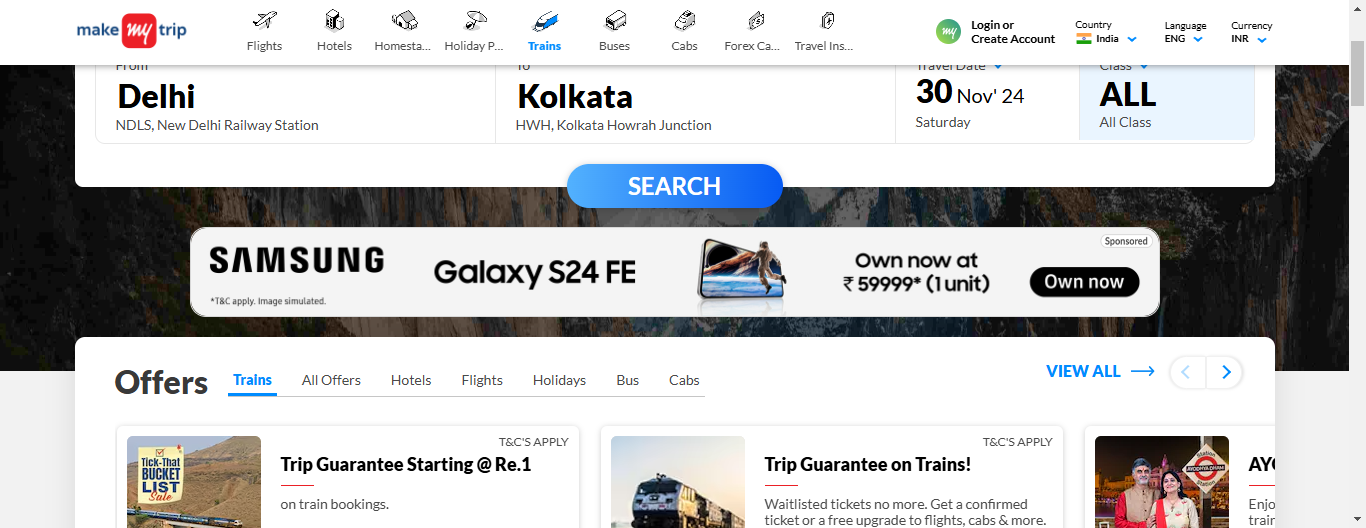 make my trip
Flights
Hotels
Homesta...
Holiday P...
Trains
Buses
Cabs
Forex Ca...
Travel Ins...
my
Login or
Create Account
Country
India
Language
ENG
Currency
INR
From
To
Travel Date
Class
Delhi
NDLS, New Delhi Railway Station
Kolkata
HWH, Kolkata Howrah Junction
30 Nov' 24
Saturday
ALL
All Class
SEARCH
Sponsored
SAMSUNG
*T&C apply. Image simulated.
Galaxy S24 FE
Own now at
₹ 59999* (1 unit)
Own now
Offers
Trains
All Offers
Hotels
Flights
Holidays
Bus
Cabs
VIEW ALL
TICK-THAT
BUCKET
LIST
Sale
T&C'S APPLY
Trip Guarantee Starting @ Re.1
on train bookings.
T&C'S APPLY
Trip Guarantee on Trains!
Waitlisted tickets no more. Get a confirmed
ticket or a free upgrade to flights, cabs & more.
Station
AYODHYA DHAM
Station
AYO
Enjo
train